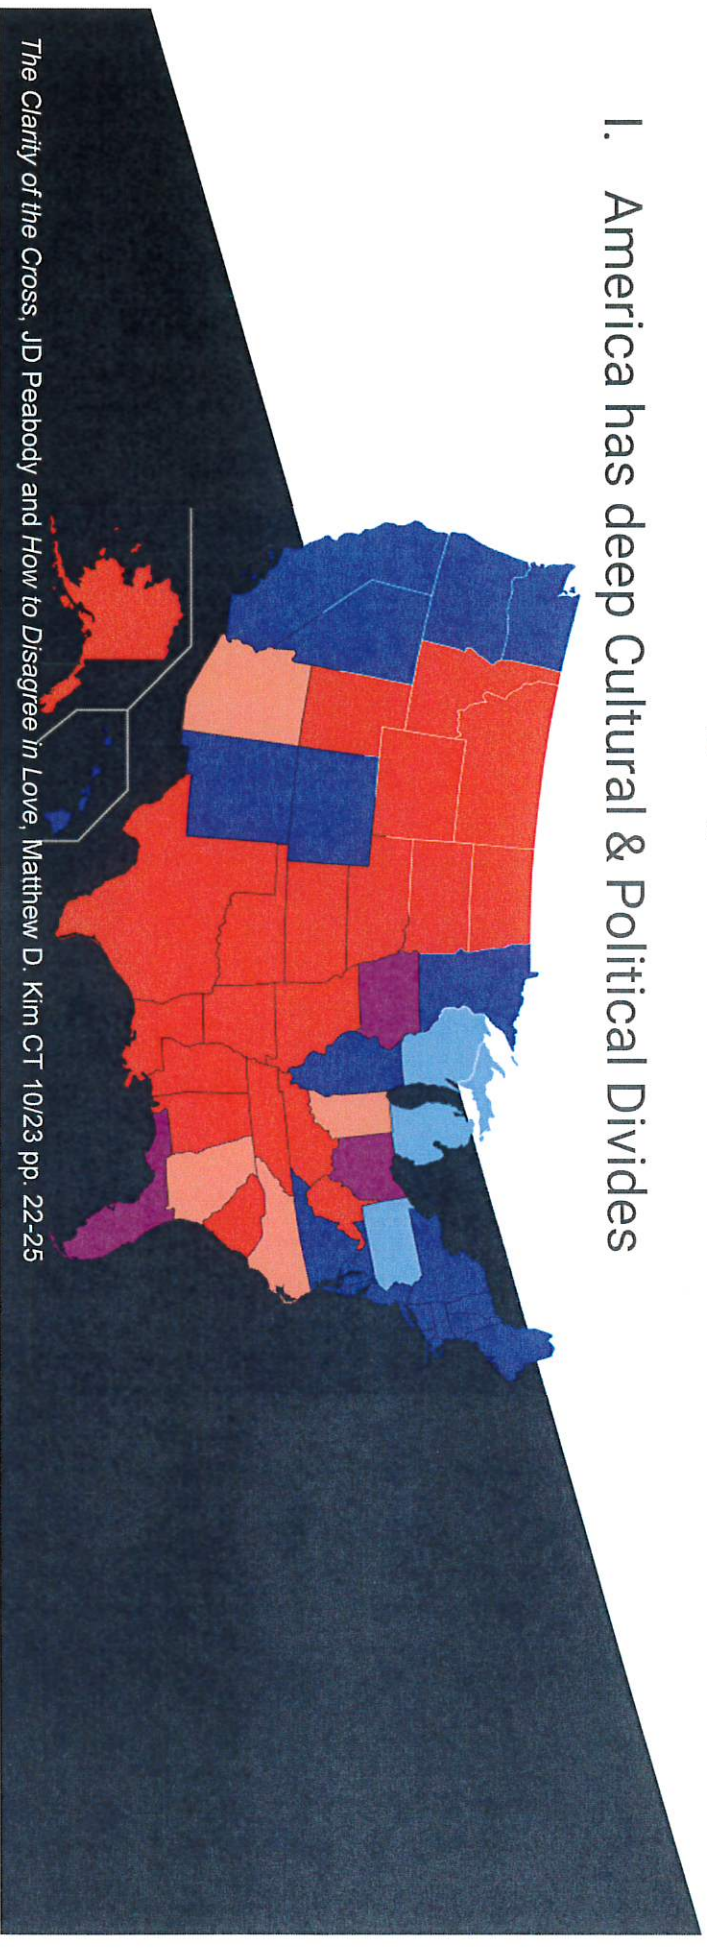 I. America has deep Cultural & Political Divides
The Clarity of the Cross, JD Peabody and How to Disagree in Love, Matthew D. Kim CT 10/23 pp. 22-25